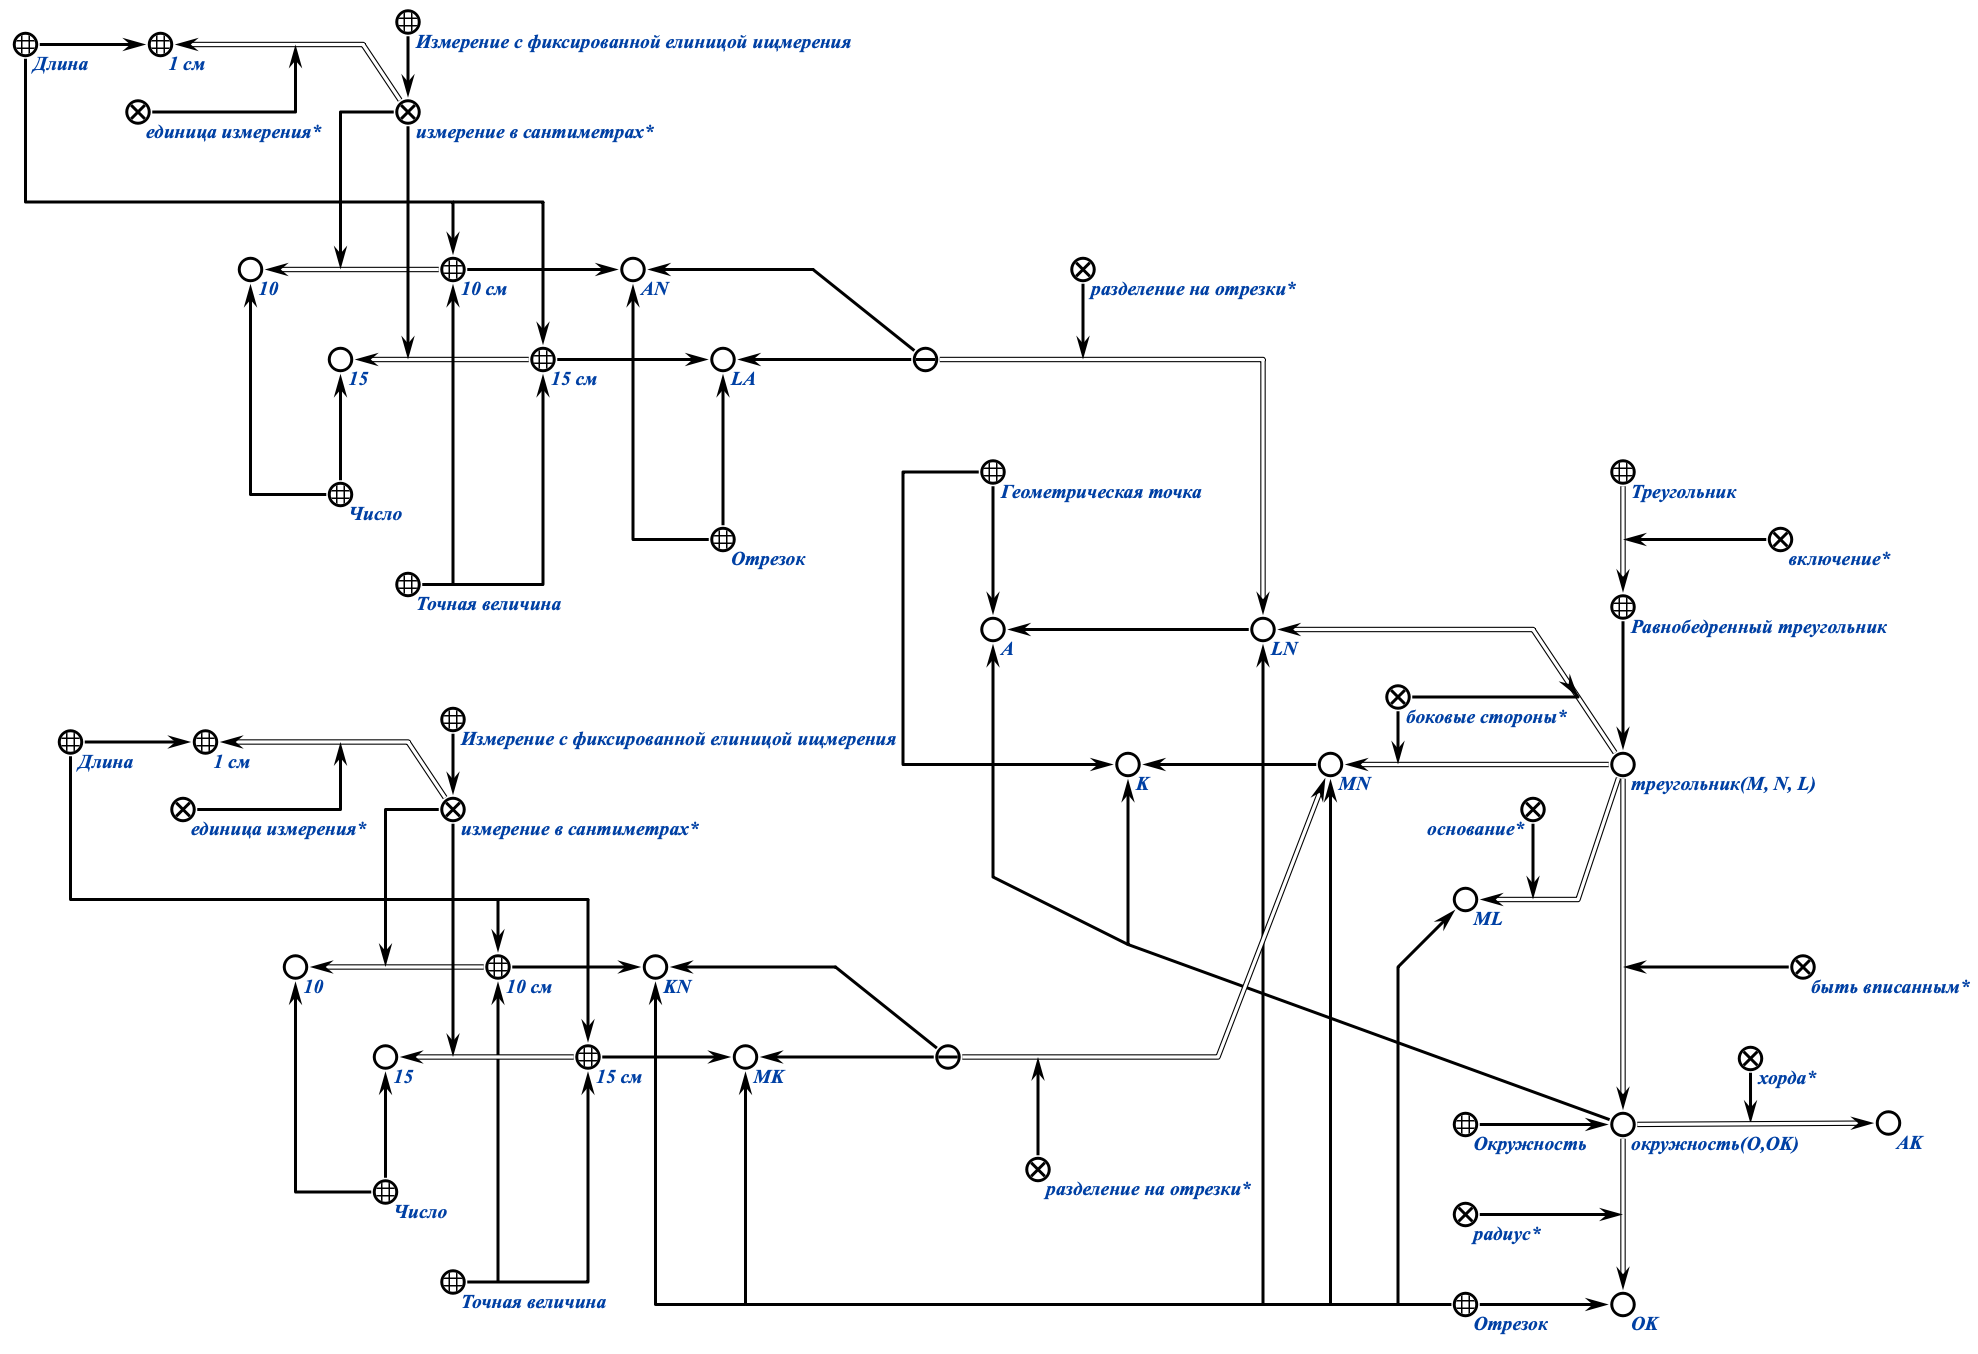 Измерение с фиксированной елиницой ищмерения
Длина
1 см
единица измерения*
измерение в сантиметрах*
10
10 см
AN
разделение на отрезки*
15
15 см
LA
Геометрическая точка
Треугольник
Число
Отрезок
включение*
Точная величина
Равнобедренный треугольник
A
LN
боковые стороны*
Измерение с фиксированной елиницой ищмерения
Длина
1 см
K
MN
треугольник(M, N, L)
единица измерения*
измерение в сантиметрах*
основание*
ML
10
10 см
KN
быть вписанным*
15
15 см
MK
хорда*
Окружность
окружность(O,OK)
AK
разделение на отрезки*
Число
радиус*
Точная величина
Отрезок
OK